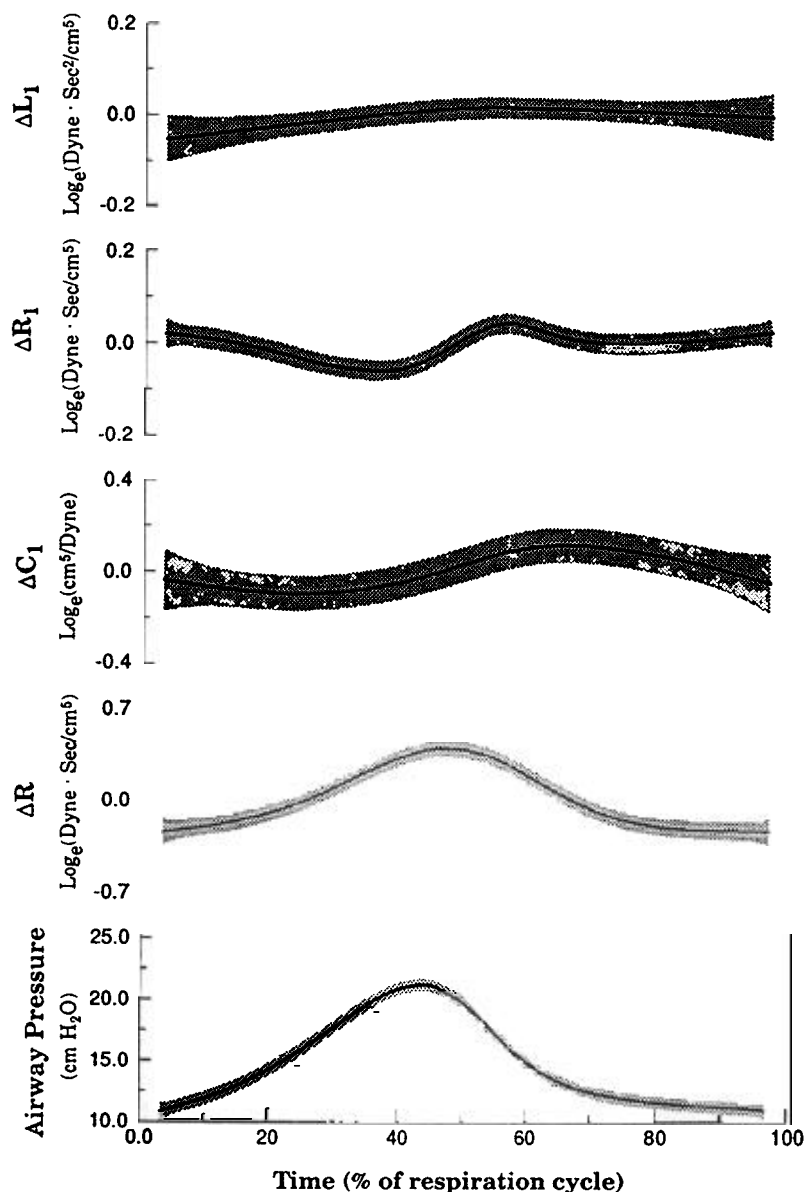 ΔL₁
Logₑ(Dyne · Sec²/cm⁵)
0.2
0.0
-0.2
ΔR₁
Logₑ(Dyne · Sec/cm⁵)
0.2
0.0
-0.2
ΔC₁
Logₑ(cm⁵/Dyne)
0.4
0.0
-0.4
ΔR
Logₑ(Dyne · Sec/cm⁵)
0.7
0.0
-0.7
Airway Pressure
(cm H₂O)
25.0
20.0
15.0
10.0
0.0 20 40 60 80 100
Time (% of respiration cycle)